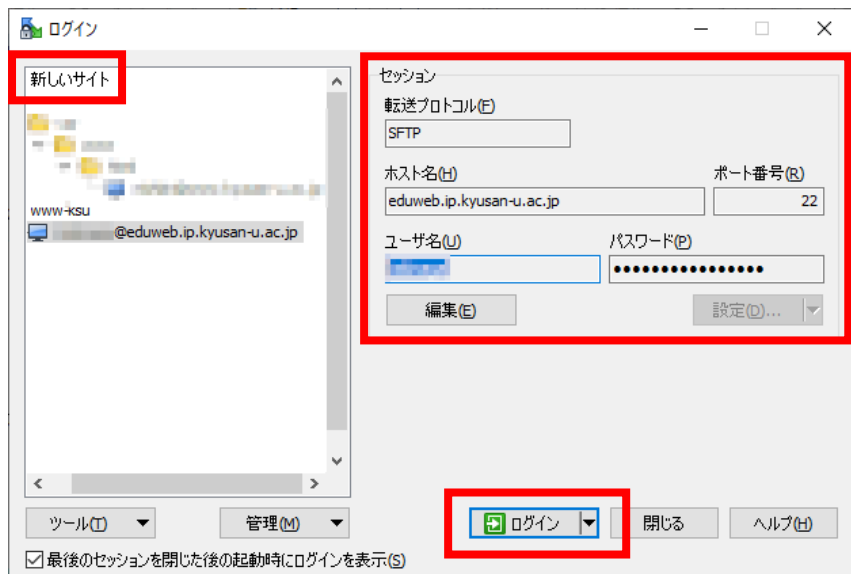 ログイン
新しいサイト
www-ksu
@eduweb.ip.kyusan-u.ac.jp
セッション
転送プロトコル(F)
SFTP
ホスト名(H) ポート番号(R)
eduweb.ip.kyusan-u.ac.jp 22
ユーザ名(U) パスワード(P)
••••••••••••••••
編集(E) 設定(D)...
ツール(T) 管理(M) ログイン 閉じる ヘルプ(H)
最後のセッションを閉じた後の起動時にログインを表示(S)